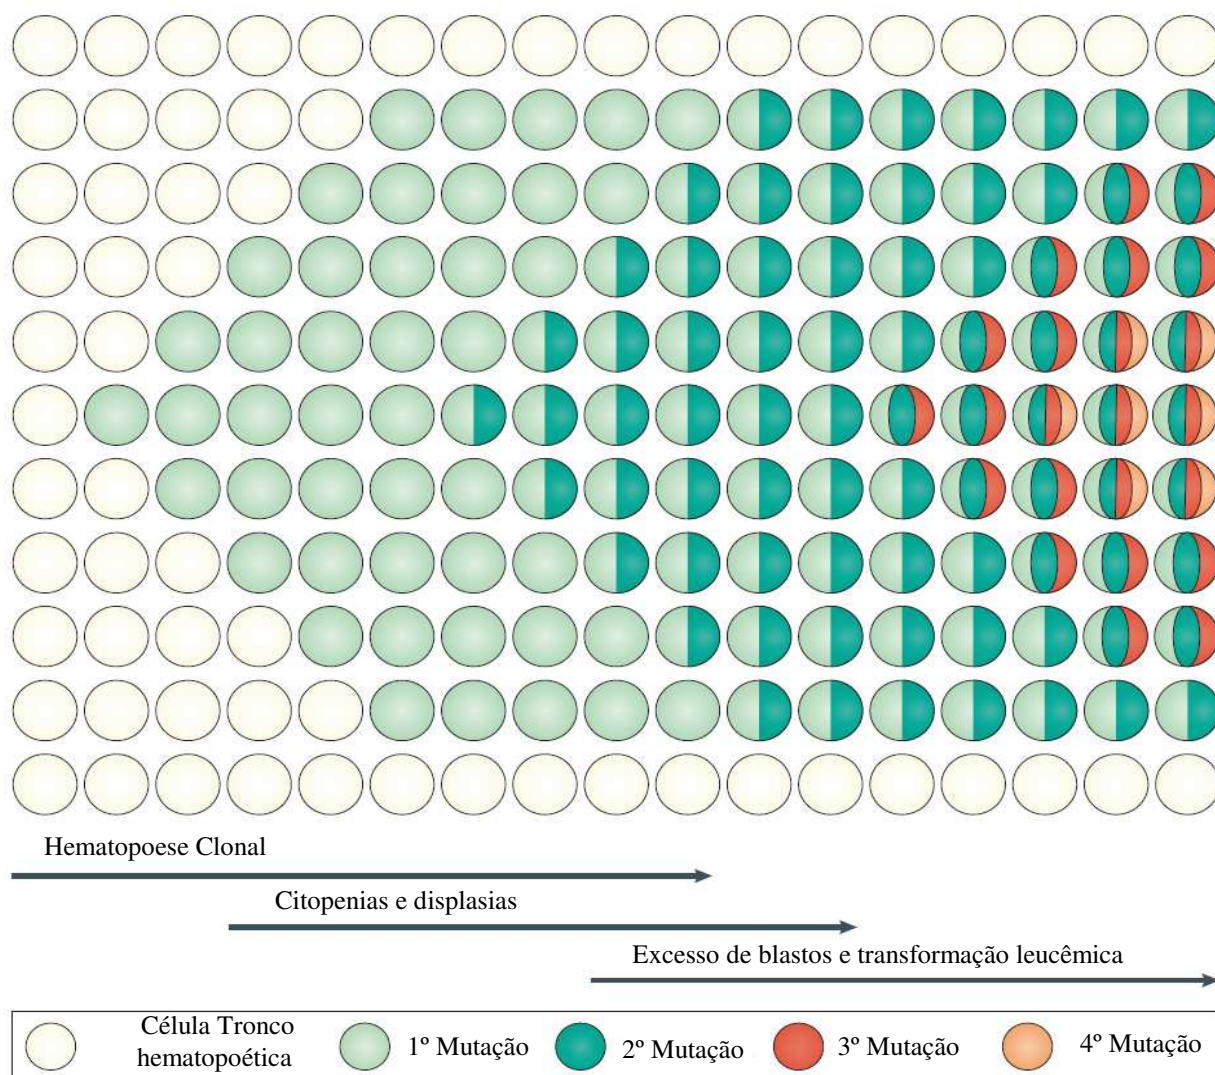 Hematopoese Clonal
Citopenias e displasias
Excesso de blastos e transformação leucêmica
Célula Tronco
hematopoética
1º Mutação
2º Mutação
3º Mutação
4º Mutação